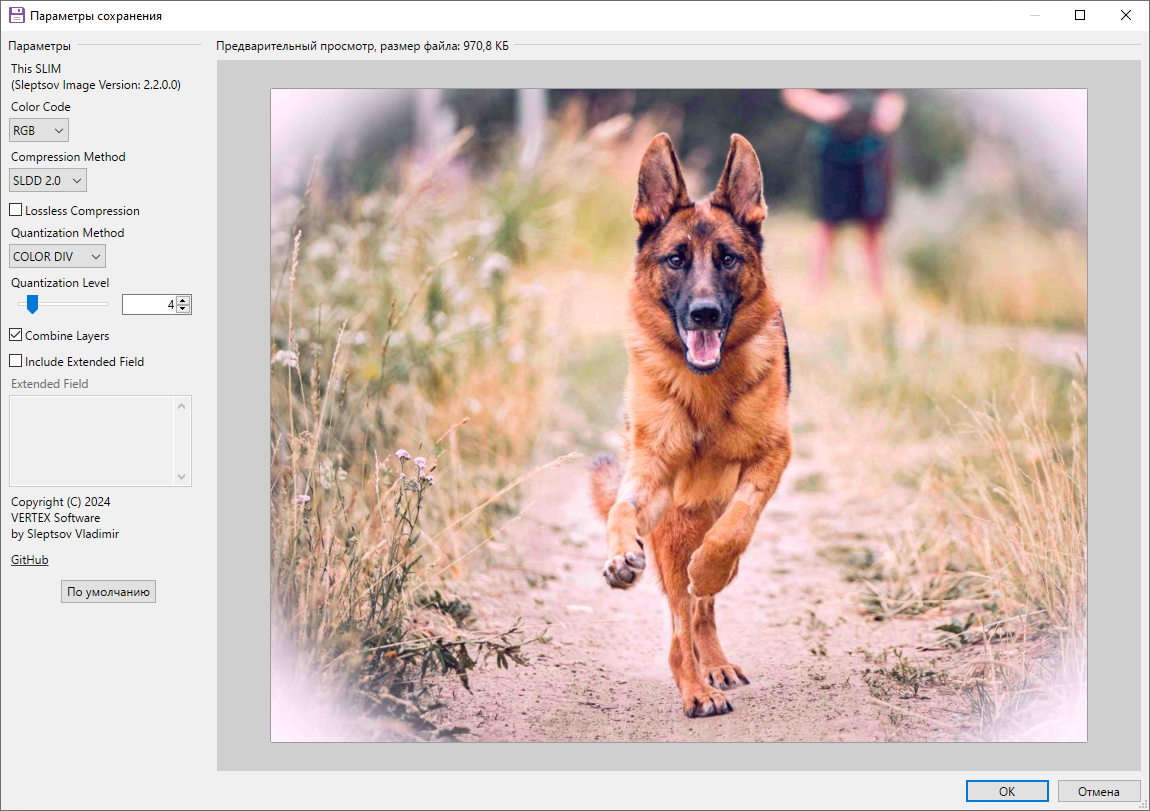 Параметры сохранения
Параметры
Предварительный просмотр, размер файла: 970,8 КБ
This SLIM
(Sleptsov Image Version: 2.2.0.0)
Color Code
RGB
Compression Method
SLDD 2.0
Lossless Compression
Quantization Method
COLOR DIV
Quantization Level
4
Combine Layers
Include Extended Field
Extended Field
Copyright (C) 2024
VERTEX Software
by Sleptsov Vladimir
GitHub
По умолчанию
ОК
Отмена